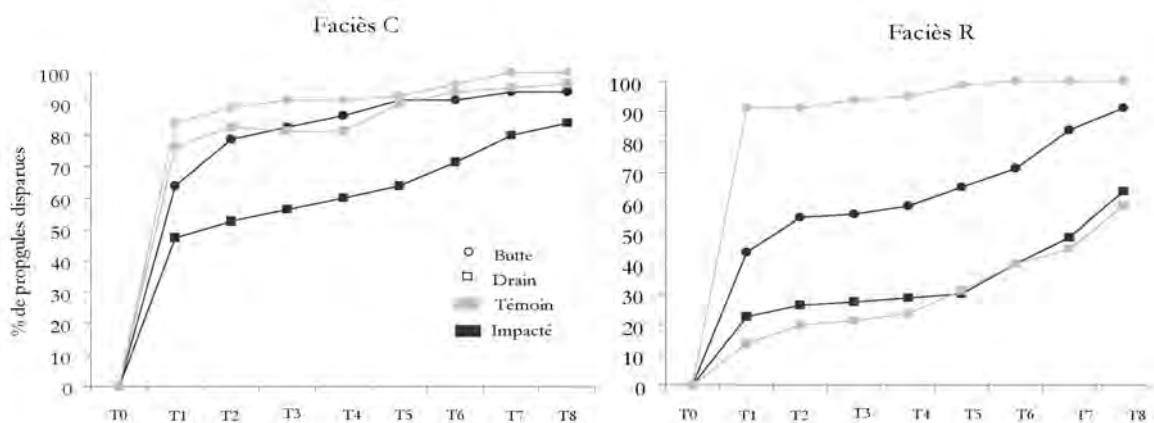 Faciès C
% de propgules disparues
100
90
80
70
60
50
40
30
20
10
0
T0 T1 T2 T3 T4 T5 T6 T7 T8
Butte
Drain
Témoin
Impacté
Faciès R
100
90
80
70
60
50
40
30
20
10
0
T0 T1 T2 T3 T4 T5 T6 T7 T8